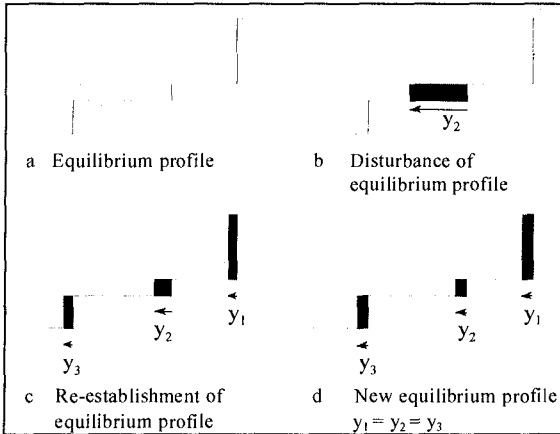 y₂
a Equilibrium profile
b Disturbance of
equilibrium profile
y₃
y₂
y₁
y₃
y₂
y₁
c Re-establishment of
equilibrium profile
d New equilibrium profile
y₁ = y₂ = y₃